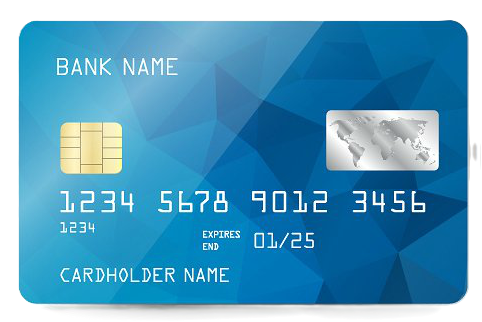 BANK NAME
1234 5678 9012 3456
1234
EXPIRES END 01/25
CARDHOLDER NAME